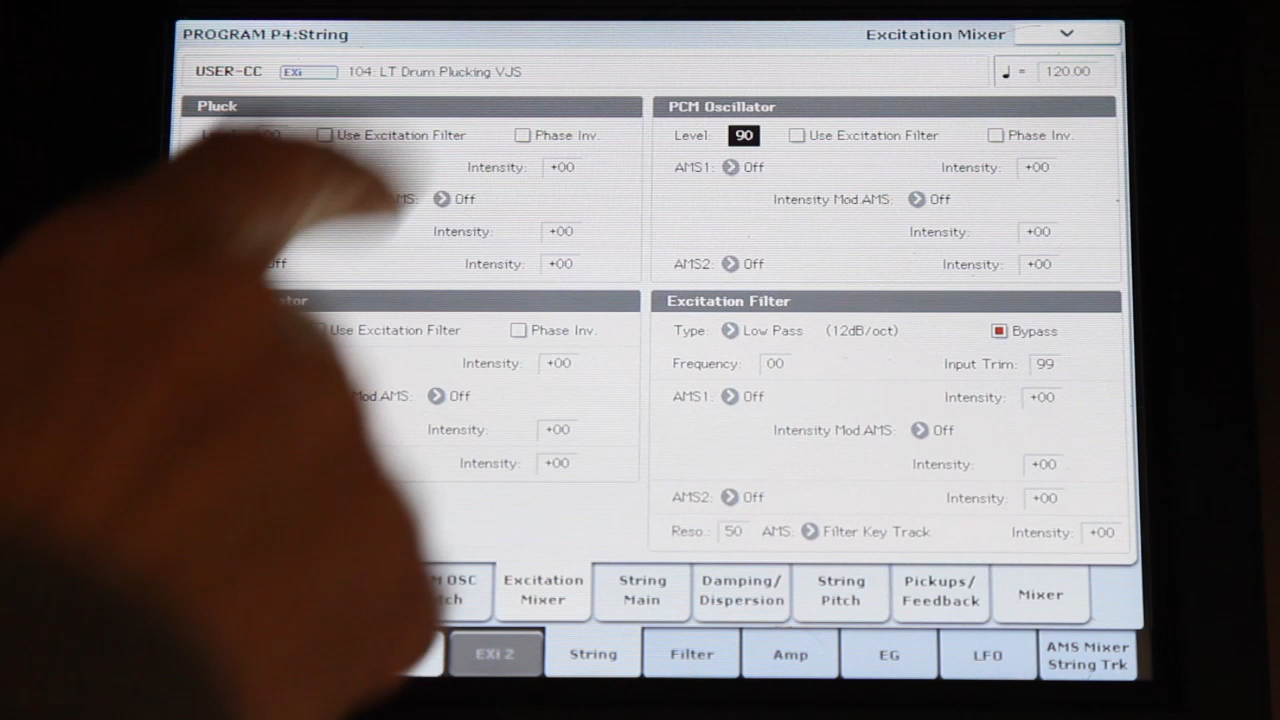 PROGRAM P4:String
Excitation Mixer
USER-CC EXi 104: LT Drum Plucking VJS
♩ = 120.00
Pluck
Use Excitation Filter Phase Inv.
Intensity: +00
AMS: Off
Intensity: +00
Intensity: +00
PCM Oscillator
Level: 90 Use Excitation Filter Phase Inv.
AMS1: Off Intensity: +00
Intensity Mod.AMS: Off
Intensity: +00
AMS2: Off Intensity: +00
Use Excitation Filter Phase Inv.
Intensity: +00
Mod.AMS: Off
Intensity: +00
Intensity: +00
Excitation Filter
Type: Low Pass (12dB/oct) Bypass
Frequency: 00 Input Trim: 99
AMS1: Off Intensity: +00
Intensity Mod.AMS: Off
Intensity: +00
AMS2: Off Intensity: +00
Reso.: 50 AMS: Filter Key Track Intensity: +00
OSC
Excitation
Mixer
String
Main
Damping/
Dispersion
String
Pitch
Pickups/
Feedback
Mixer
EXi 2
String
Filter
Amp
EG
LFO
AMS Mixer
String Trk